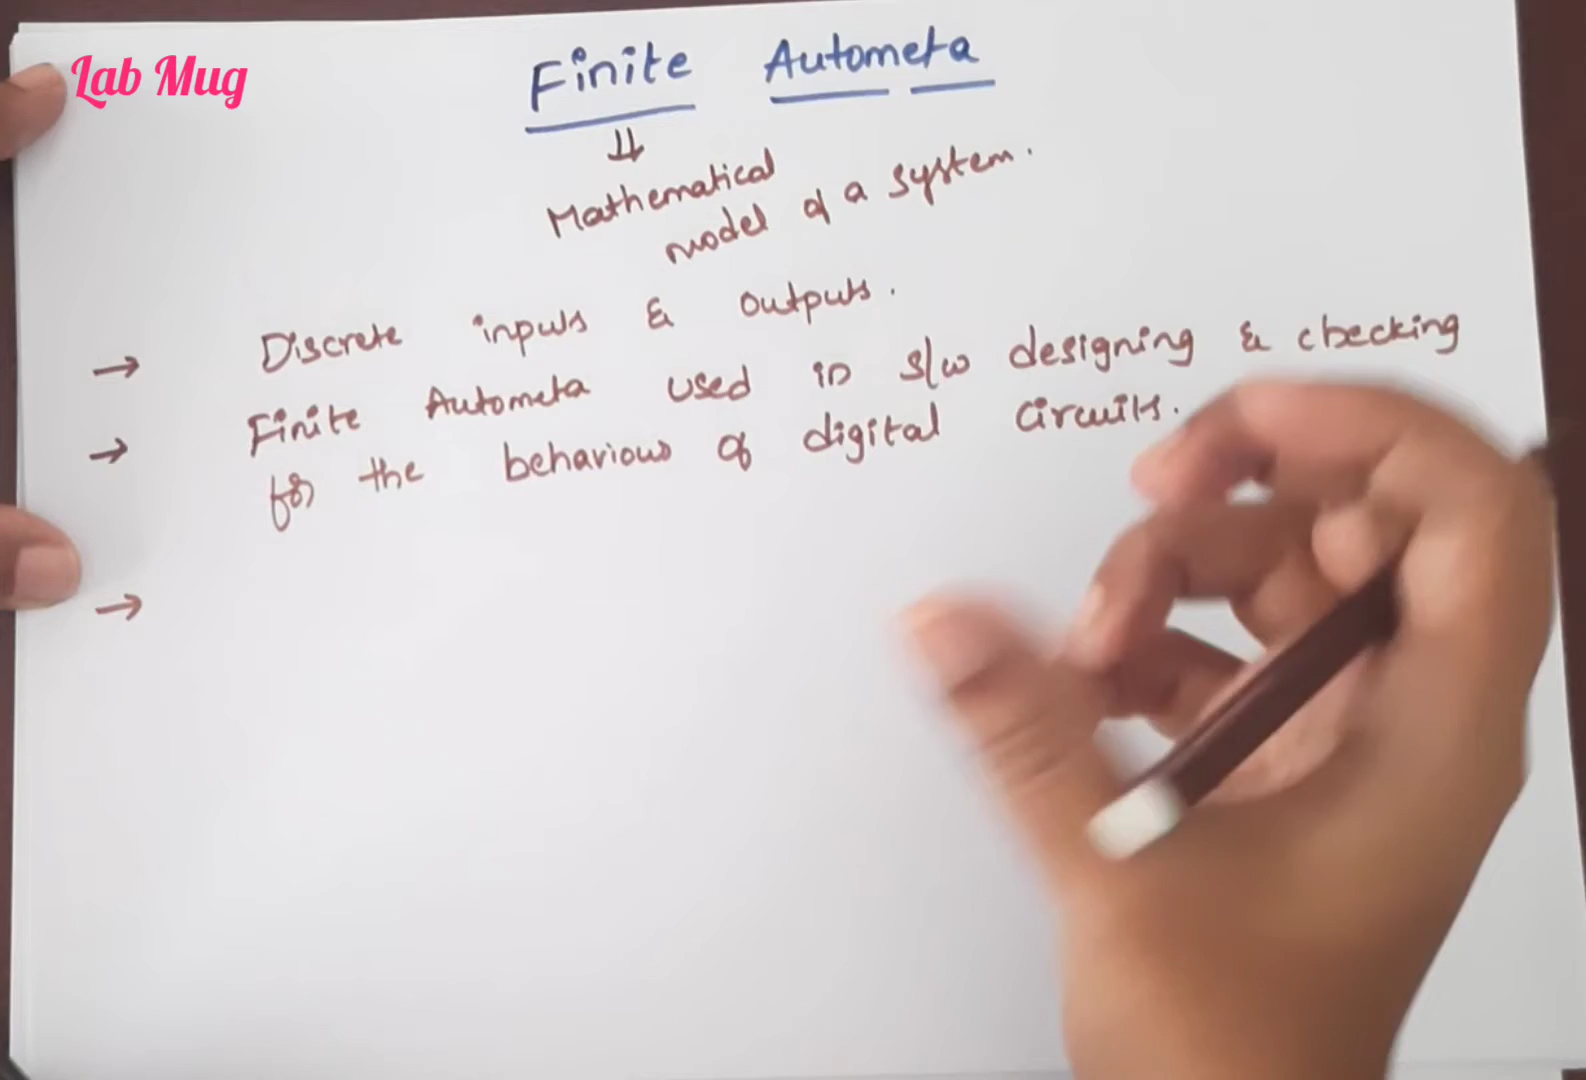 Lab Mug
Finite Autometa
⇓
Mathematical
model of a system.
→ Discrete inputs & outputs.
→ Finite Autometa used in s/w designing & checking
for the behaviour of digital circuits.
→